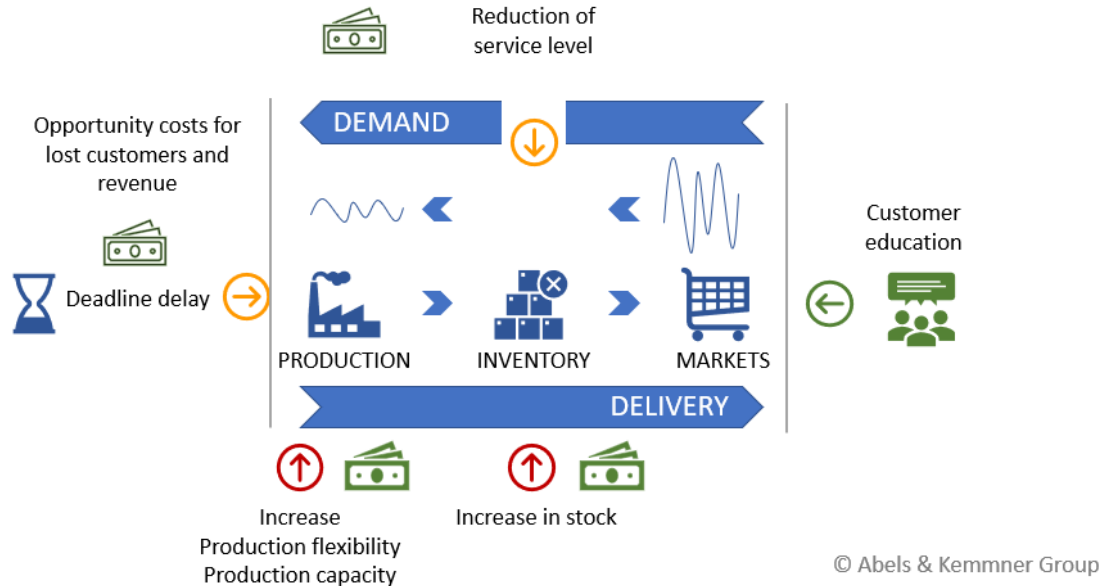 Reduction of
service level
DEMAND
Opportunity costs for
lost customers and
revenue
Customer
education
Deadline delay
PRODUCTION
INVENTORY
MARKETS
DELIVERY
Increase
Production flexibility
Production capacity
Increase in stock
© Abels & Kemmner Group